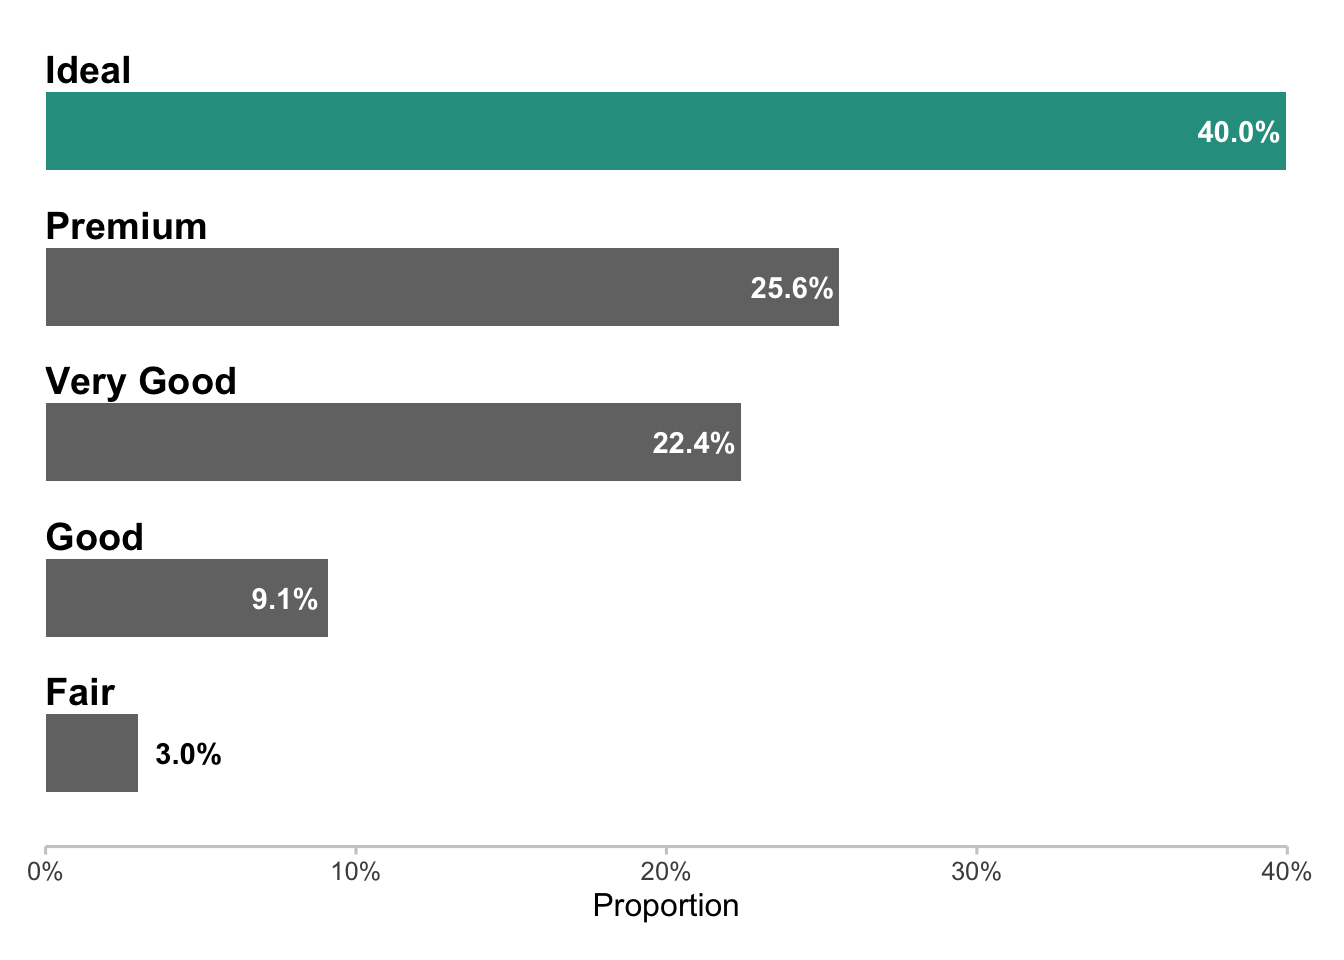 Ideal
40.0%
Premium
25.6%
Very Good
22.4%
Good
9.1%
Fair
3.0%
0% 10% 20% 30% 40%
Proportion